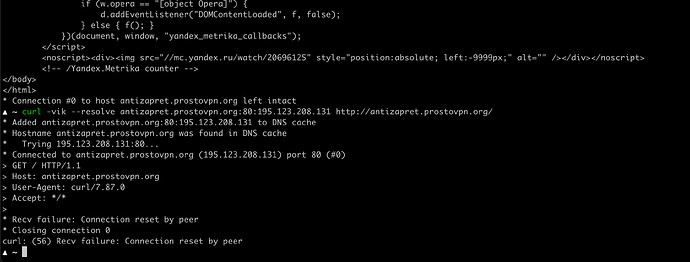 if (w.opera == "[object Opera]") {
d.addEventListener("DOMContentLoaded", f, false);
} else { f(); }
})(document, window, "yandex_metrika_callbacks");
</script>
<noscript><div><img src="//mc.yandex.ru/watch/20696125" style="position:absolute; left:-9999px;" alt="" /></div></noscript>
<!-- /Yandex.Metrika counter -->
</body>
</html>
* Connection #0 to host antizapret.prostovpn.org left intact
▲ ~ curl -vik --resolve antizapret.prostovpn.org:80:195.123.208.131 http://antizapret.prostovpn.org/
* Added antizapret.prostovpn.org:80:195.123.208.131 to DNS cache
* Hostname antizapret.prostovpn.org was found in DNS cache
*   Trying 195.123.208.131:80...
* Connected to antizapret.prostovpn.org (195.123.208.131) port 80 (#0)
> GET / HTTP/1.1
> Host: antizapret.prostovpn.org
> User-Agent: curl/7.87.0
> Accept: */*
>
* Recv failure: Connection reset by peer
* Closing connection 0
curl: (56) Recv failure: Connection reset by peer
▲ ~